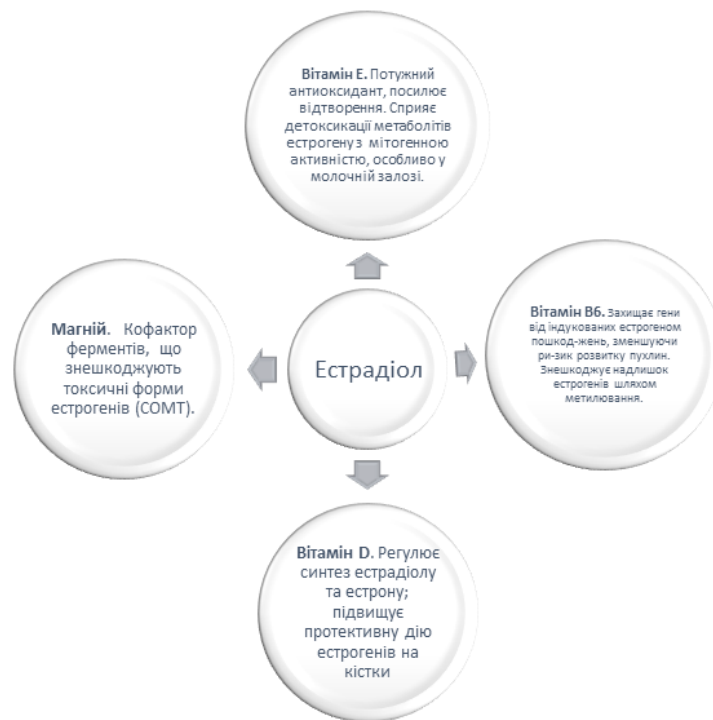 Вітамін Е. Потужний
антиоксидант, посилює
відтворення. Сприяє
детоксикації метаболітів
естрогену з мітогенною
активністю, особливо у
молочній залозі.
Магній. Кофактор
ферментів, що
знешкоджують
токсичні форми
естрогенів (COMT).
Естрадіол
Вітамін В6. Захищає гени
від індукованих естрогеном
пошкод-жень, зменшуючи
ри-зик розвитку пухлин.
Знешкоджує надлишок
естрогенів шляхом
метилювання.
Вітамін D. Регулює
синтез естрадіолу
та естрону;
підвищує
протективну дію
естрогенів на
кістки